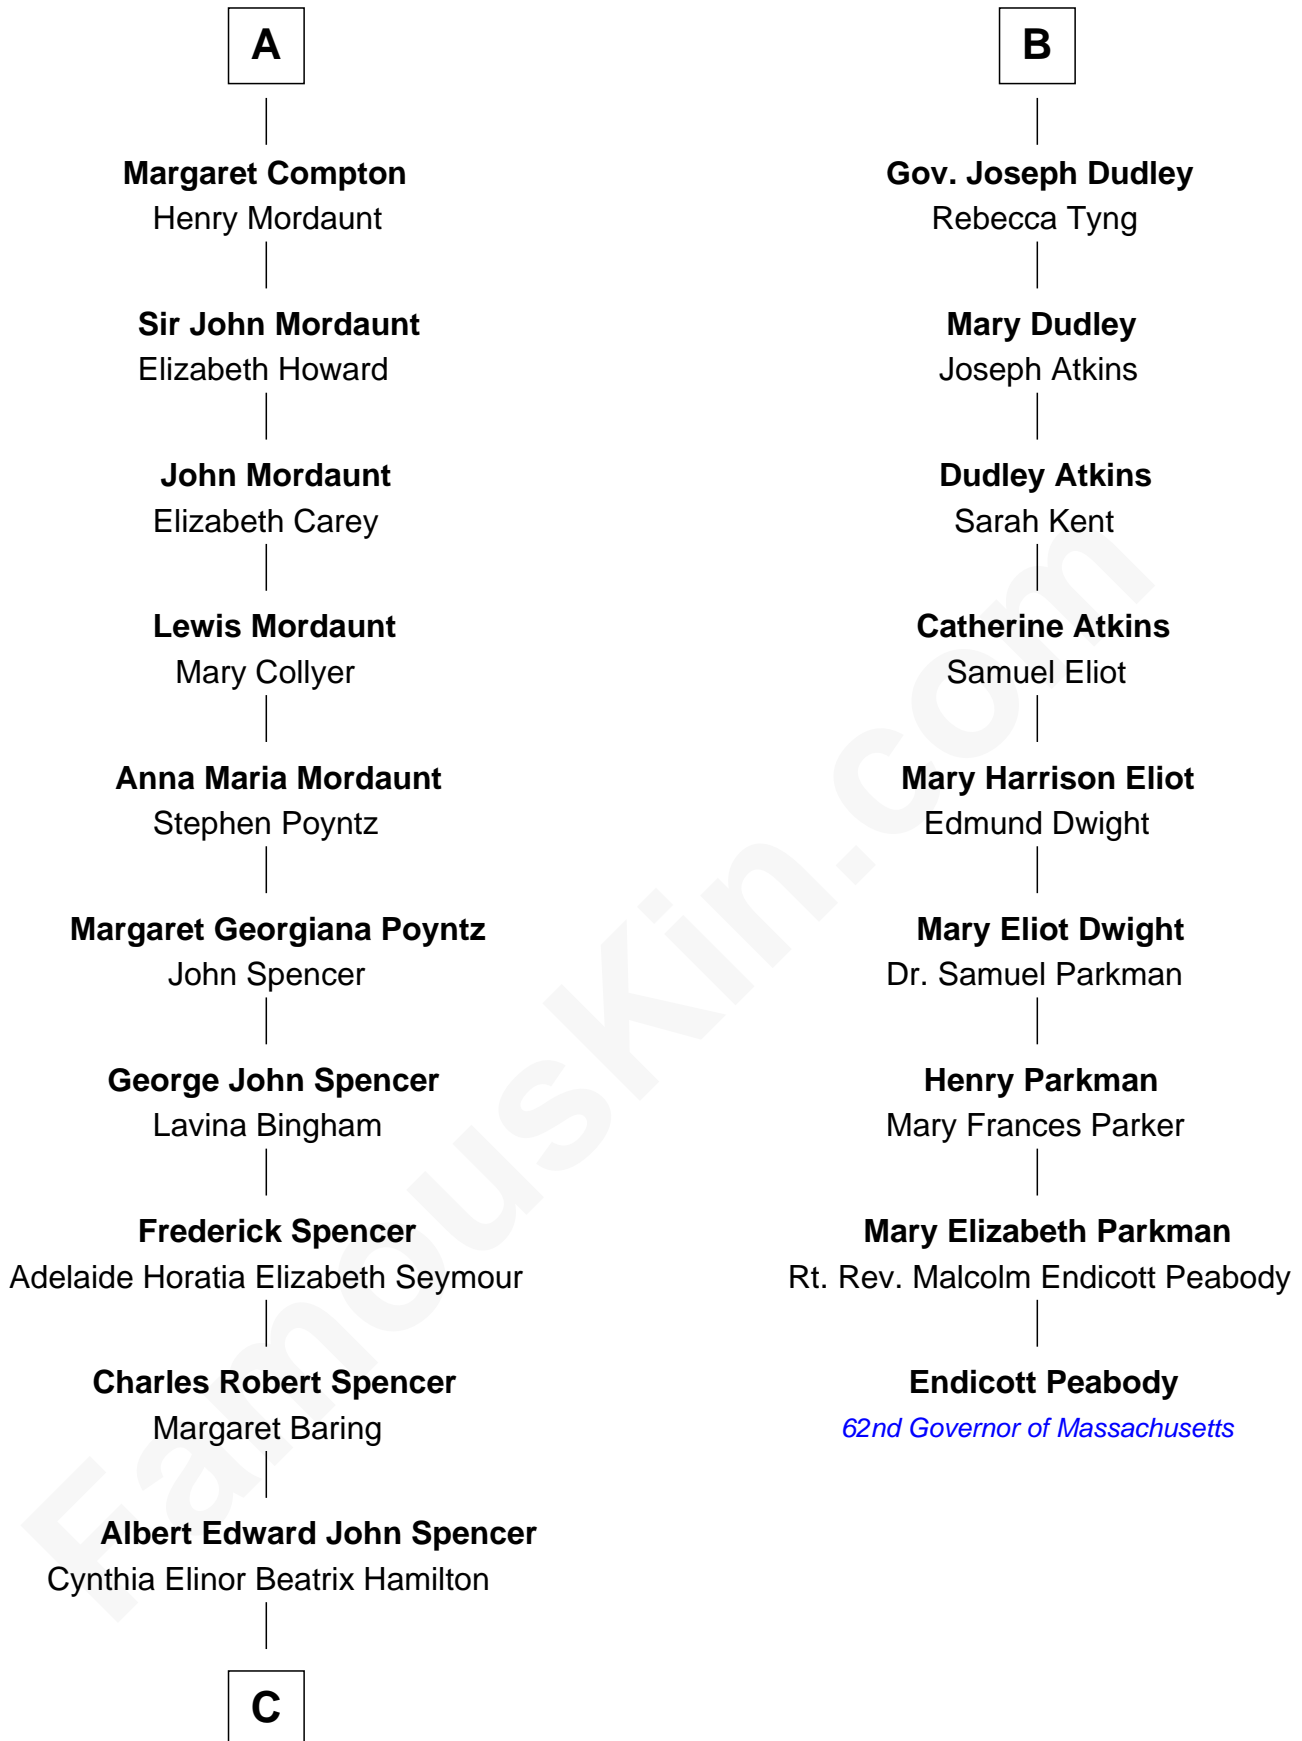 A
Margaret Compton
Henry Mordaunt
Sir John Mordaunt
Elizabeth Howard
John Mordaunt
Elizabeth Carey
Lewis Mordaunt
Mary Collyer
Anna Maria Mordaunt
Stephen Poyntz
Margaret Georgiana Poyntz
John Spencer
George John Spencer
Lavina Bingham
Frederick Spencer
Adelaide Horatia Elizabeth Seymour
Charles Robert Spencer
Margaret Baring
Albert Edward John Spencer
Cynthia Elinor Beatrix Hamilton
C
B
Gov. Joseph Dudley
Rebecca Tyng
Mary Dudley
Joseph Atkins
Dudley Atkins
Sarah Kent
Catherine Atkins
Samuel Eliot
Mary Harrison Eliot
Edmund Dwight
Mary Eliot Dwight
Dr. Samuel Parkman
Henry Parkman
Mary Frances Parker
Mary Elizabeth Parkman
Rt. Rev. Malcolm Endicott Peabody
Endicott Peabody
62nd Governor of Massachusetts
FamousKin.com